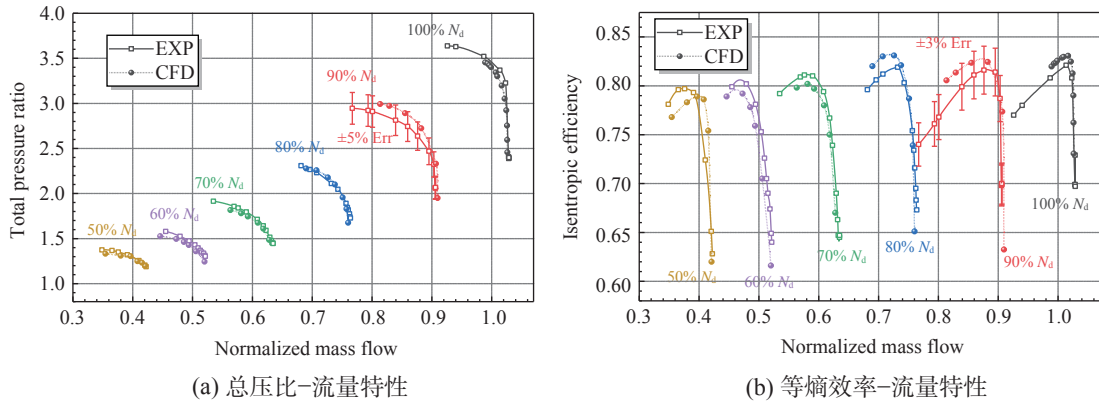 4.0
3.5
3.0
2.5
2.0
1.5
1.0
Total pressure ratio
EXP
CFD
100% Nd
90% Nd
±5% Err
80% Nd
70% Nd
60% Nd
50% Nd
0.3 0.4 0.5 0.6 0.7 0.8 0.9 1.0
Normalized mass flow
(a) 总压比-流量特性
0.85
0.80
0.75
0.70
0.65
0.60
Isentropic efficiency
EXP
CFD
±3% Err
100% Nd
50% Nd
60% Nd
70% Nd
80% Nd
90% Nd
0.3 0.4 0.5 0.6 0.7 0.8 0.9 1.0
Normalized mass flow
(b) 等熵效率-流量特性